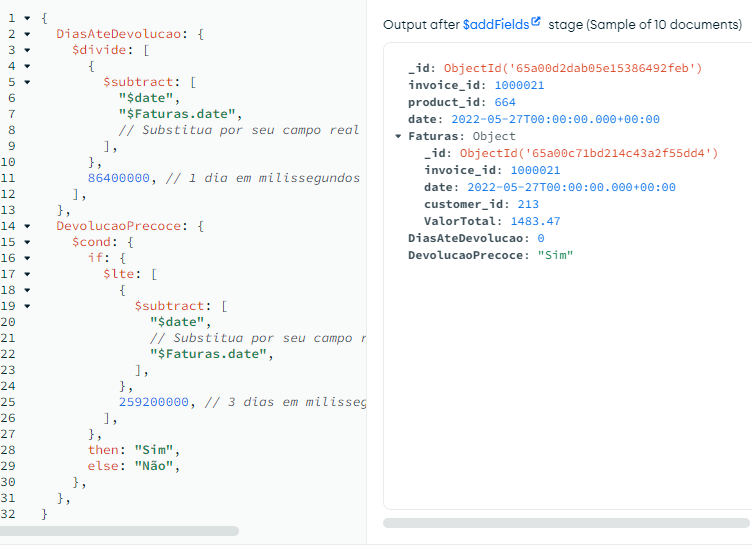 1 {
2 DiasAteDevolucao: {
3 $divide: [
4 {
5 $subtract: [
6 "$date",
7 "$Faturas.date",
8 // Substitua por seu campo real
9 ],
10 },
11 86400000, // 1 dia em milissegundos
12 ],
13 },
14 DevolucaoPrecoce: {
15 $cond: {
16 if: {
17 $lte: [
18 {
19 $subtract: [
20 "$date",
21 // Substitua por seu campo r
22 "$Faturas.date",
23 ],
24 },
25 259200000, // 3 dias em milisseg
26 ],
27 },
28 then: "Sim",
29 else: "Não",
30 },
31 },
32 }
Output after $addFields stage (Sample of 10 documents)
_id: ObjectId('65a00d2dab05e15386492feb')
invoice_id: 1000021
product_id: 664
date: 2022-05-27T00:00:00.000+00:00
Faturas: Object
_id: ObjectId('65a00c71bd214c43a2f55dd4')
invoice_id: 1000021
date: 2022-05-27T00:00:00.000+00:00
customer_id: 213
ValorTotal: 1483.47
DiasAteDevolucao: 0
DevolucaoPrecoce: "Sim"